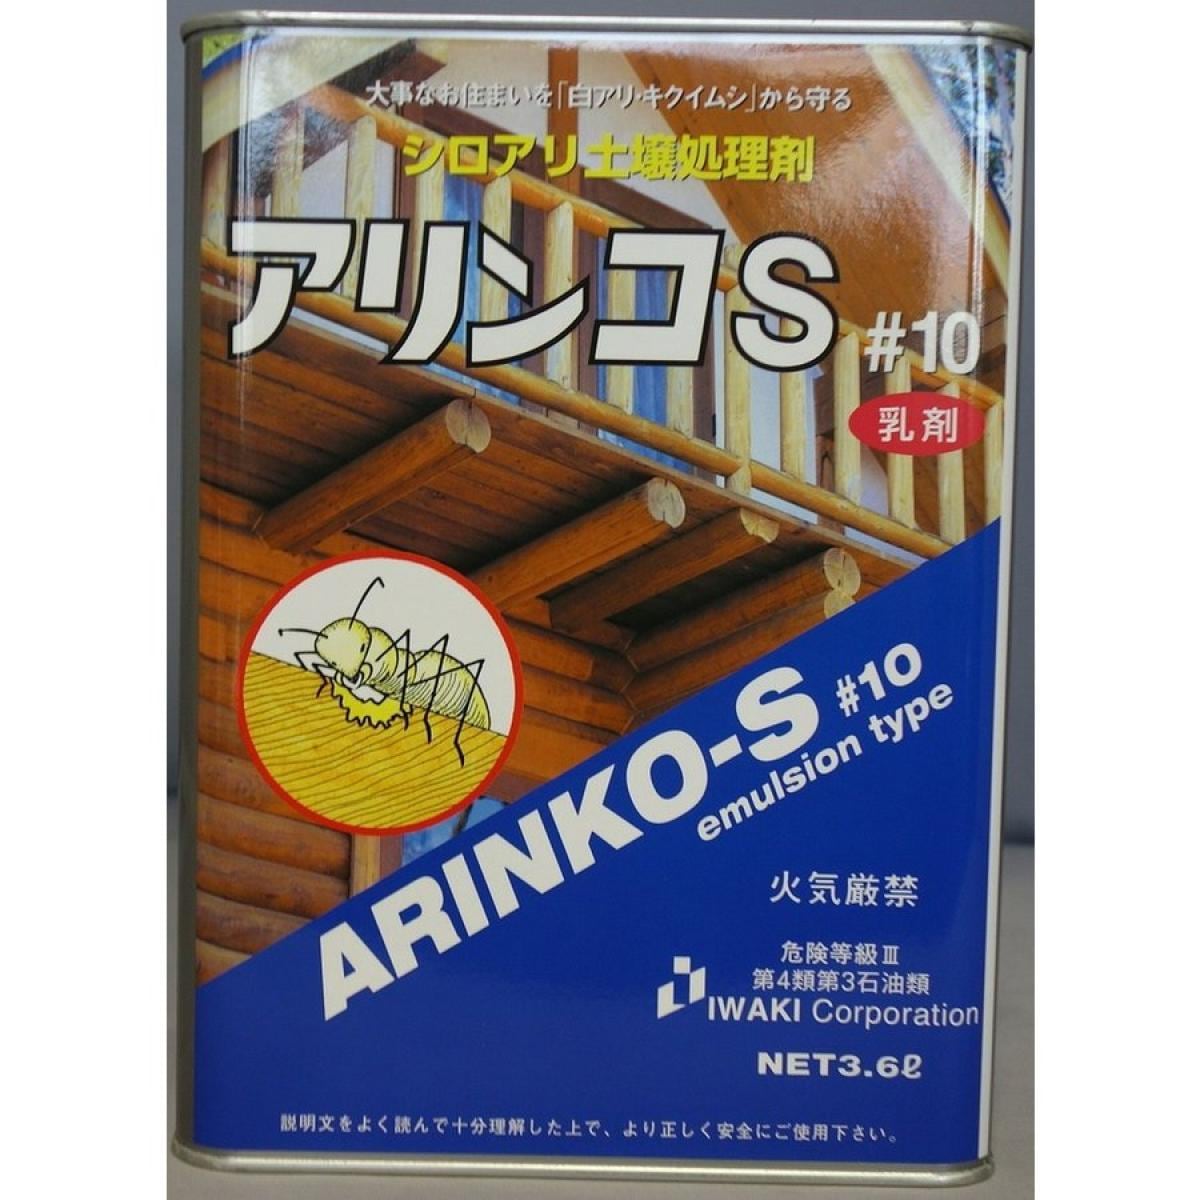 大事なお住まいを「白アリ・キクイムシ」から守る
シロアリ土壌処理剤
アリンコS
#10
乳剤
ARINKO-S #10
emulsion type
火気厳禁
危険等級Ⅲ
第4類第3石油類
IWAKI Corporation
NET3.6ℓ
説明文をよく読んで十分理解した上で、より正しく安全にご使用下さい。